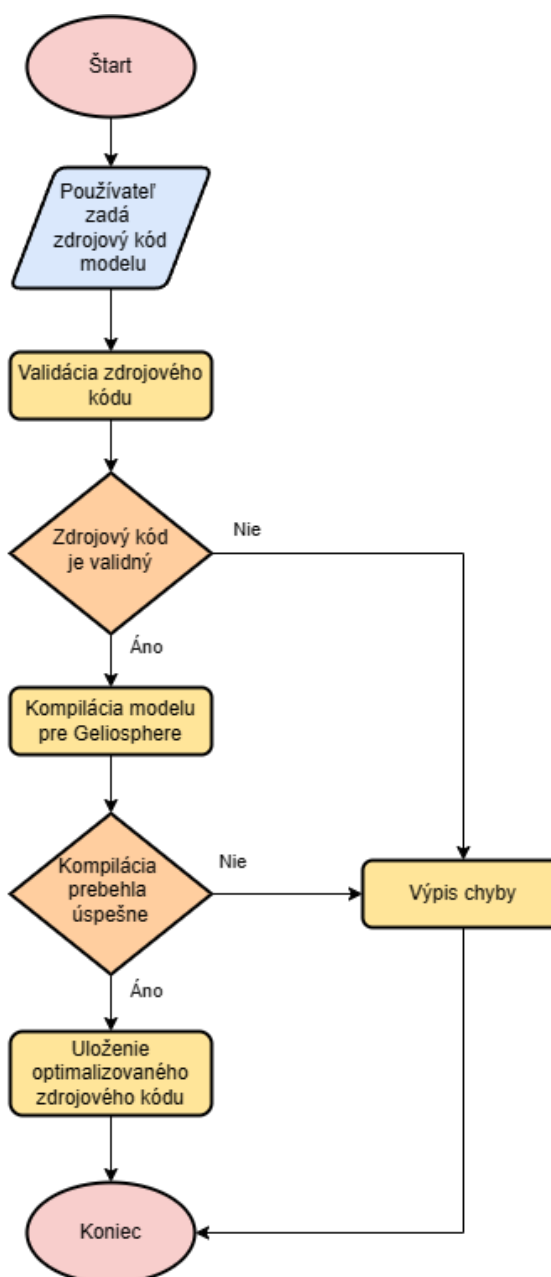 Štart
Používateľ
zadá
zdrojový kód
modelu
Validácia zdrojového
kódu
Zdrojový kód
je validný
Nie
Áno
Kompilácia modelu
pre Geliosphere
Kompilácia
prebehla
úspešne
Nie
Výpis chyby
Áno
Uloženie
optimalizovaného
zdrojového kódu
Koniec